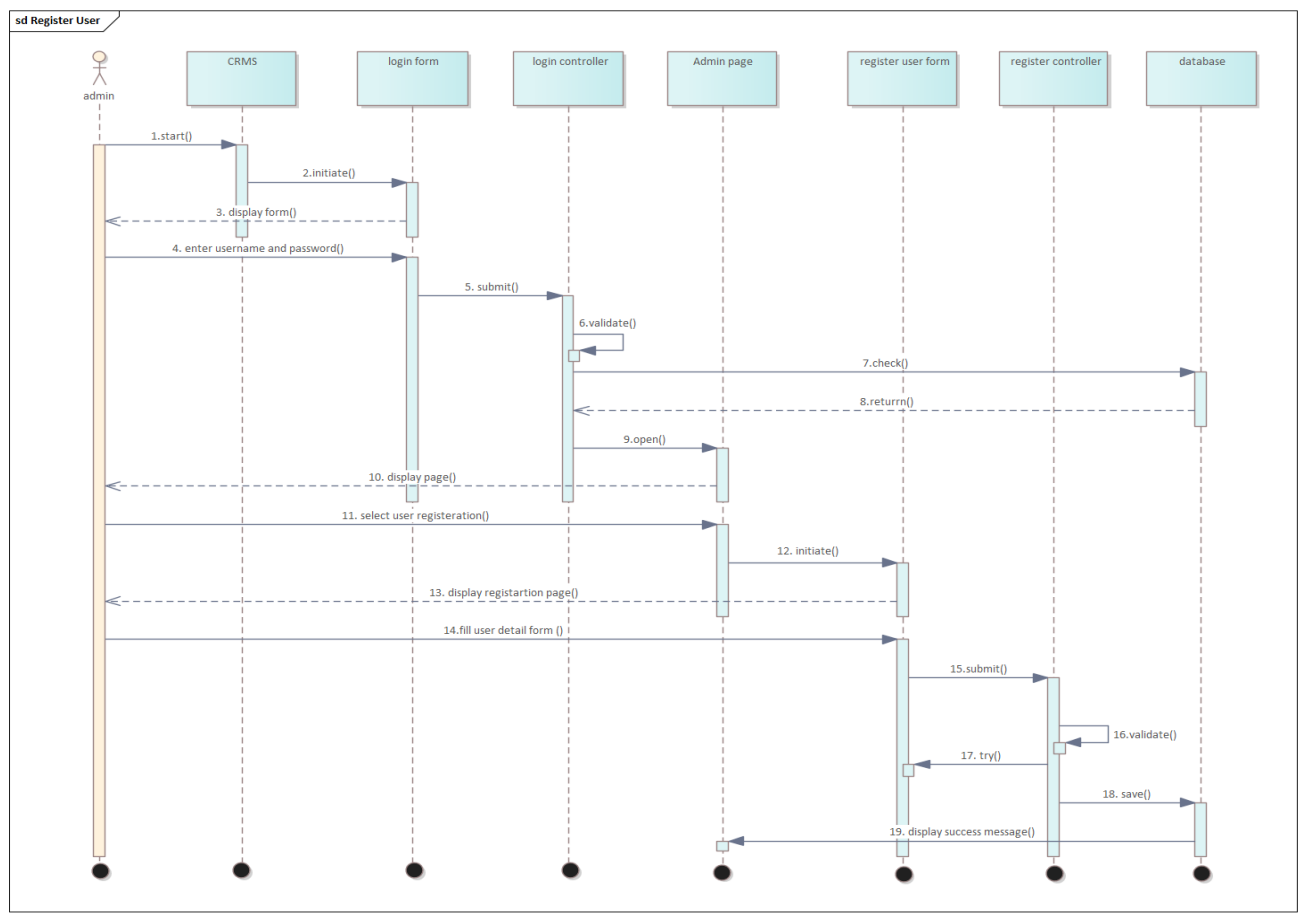 sd Register User
admin
CRMS
login form
login controller
Admin page
register user form
register controller
database
1.start()
2.initiate()
3. display form()
4. enter username and password()
5. submit()
6.validate()
7.check()
8.returrn()
9.open()
10. display page()
11. select user registeration()
12. initiate()
13. display registartion page()
14.fill user detail form ()
15.submit()
16.validate()
17. try()
18. save()
19. display success message()